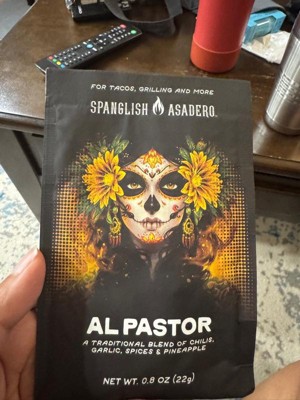 FOR TACOS, GRILLING AND MORE
SPANGLISH ASADERO
AL PASTOR
A TRADITIONAL BLEND OF CHILIS,
GARLIC, SPICES & PINEAPPLE
NET WT. 0.8 OZ (22g)